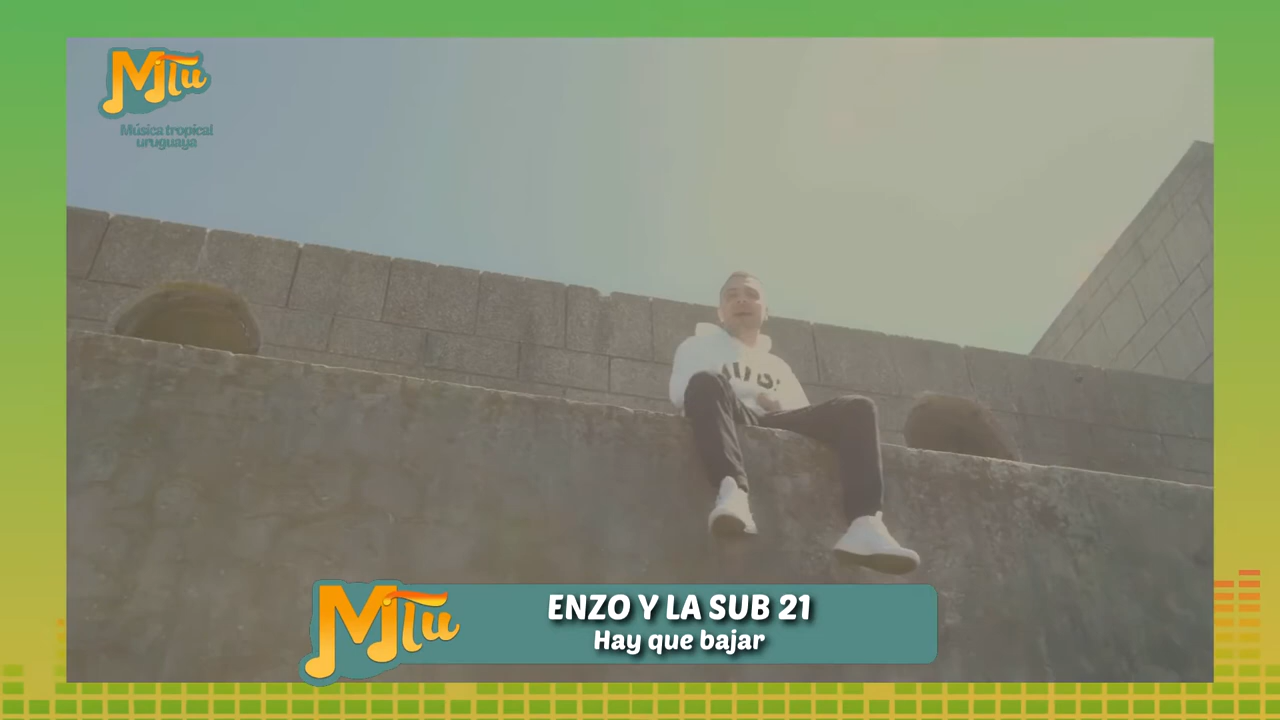 Mtu
Música tropical
uruguaya
Mtu
ENZO Y LA SUB 21
Hay que bajar